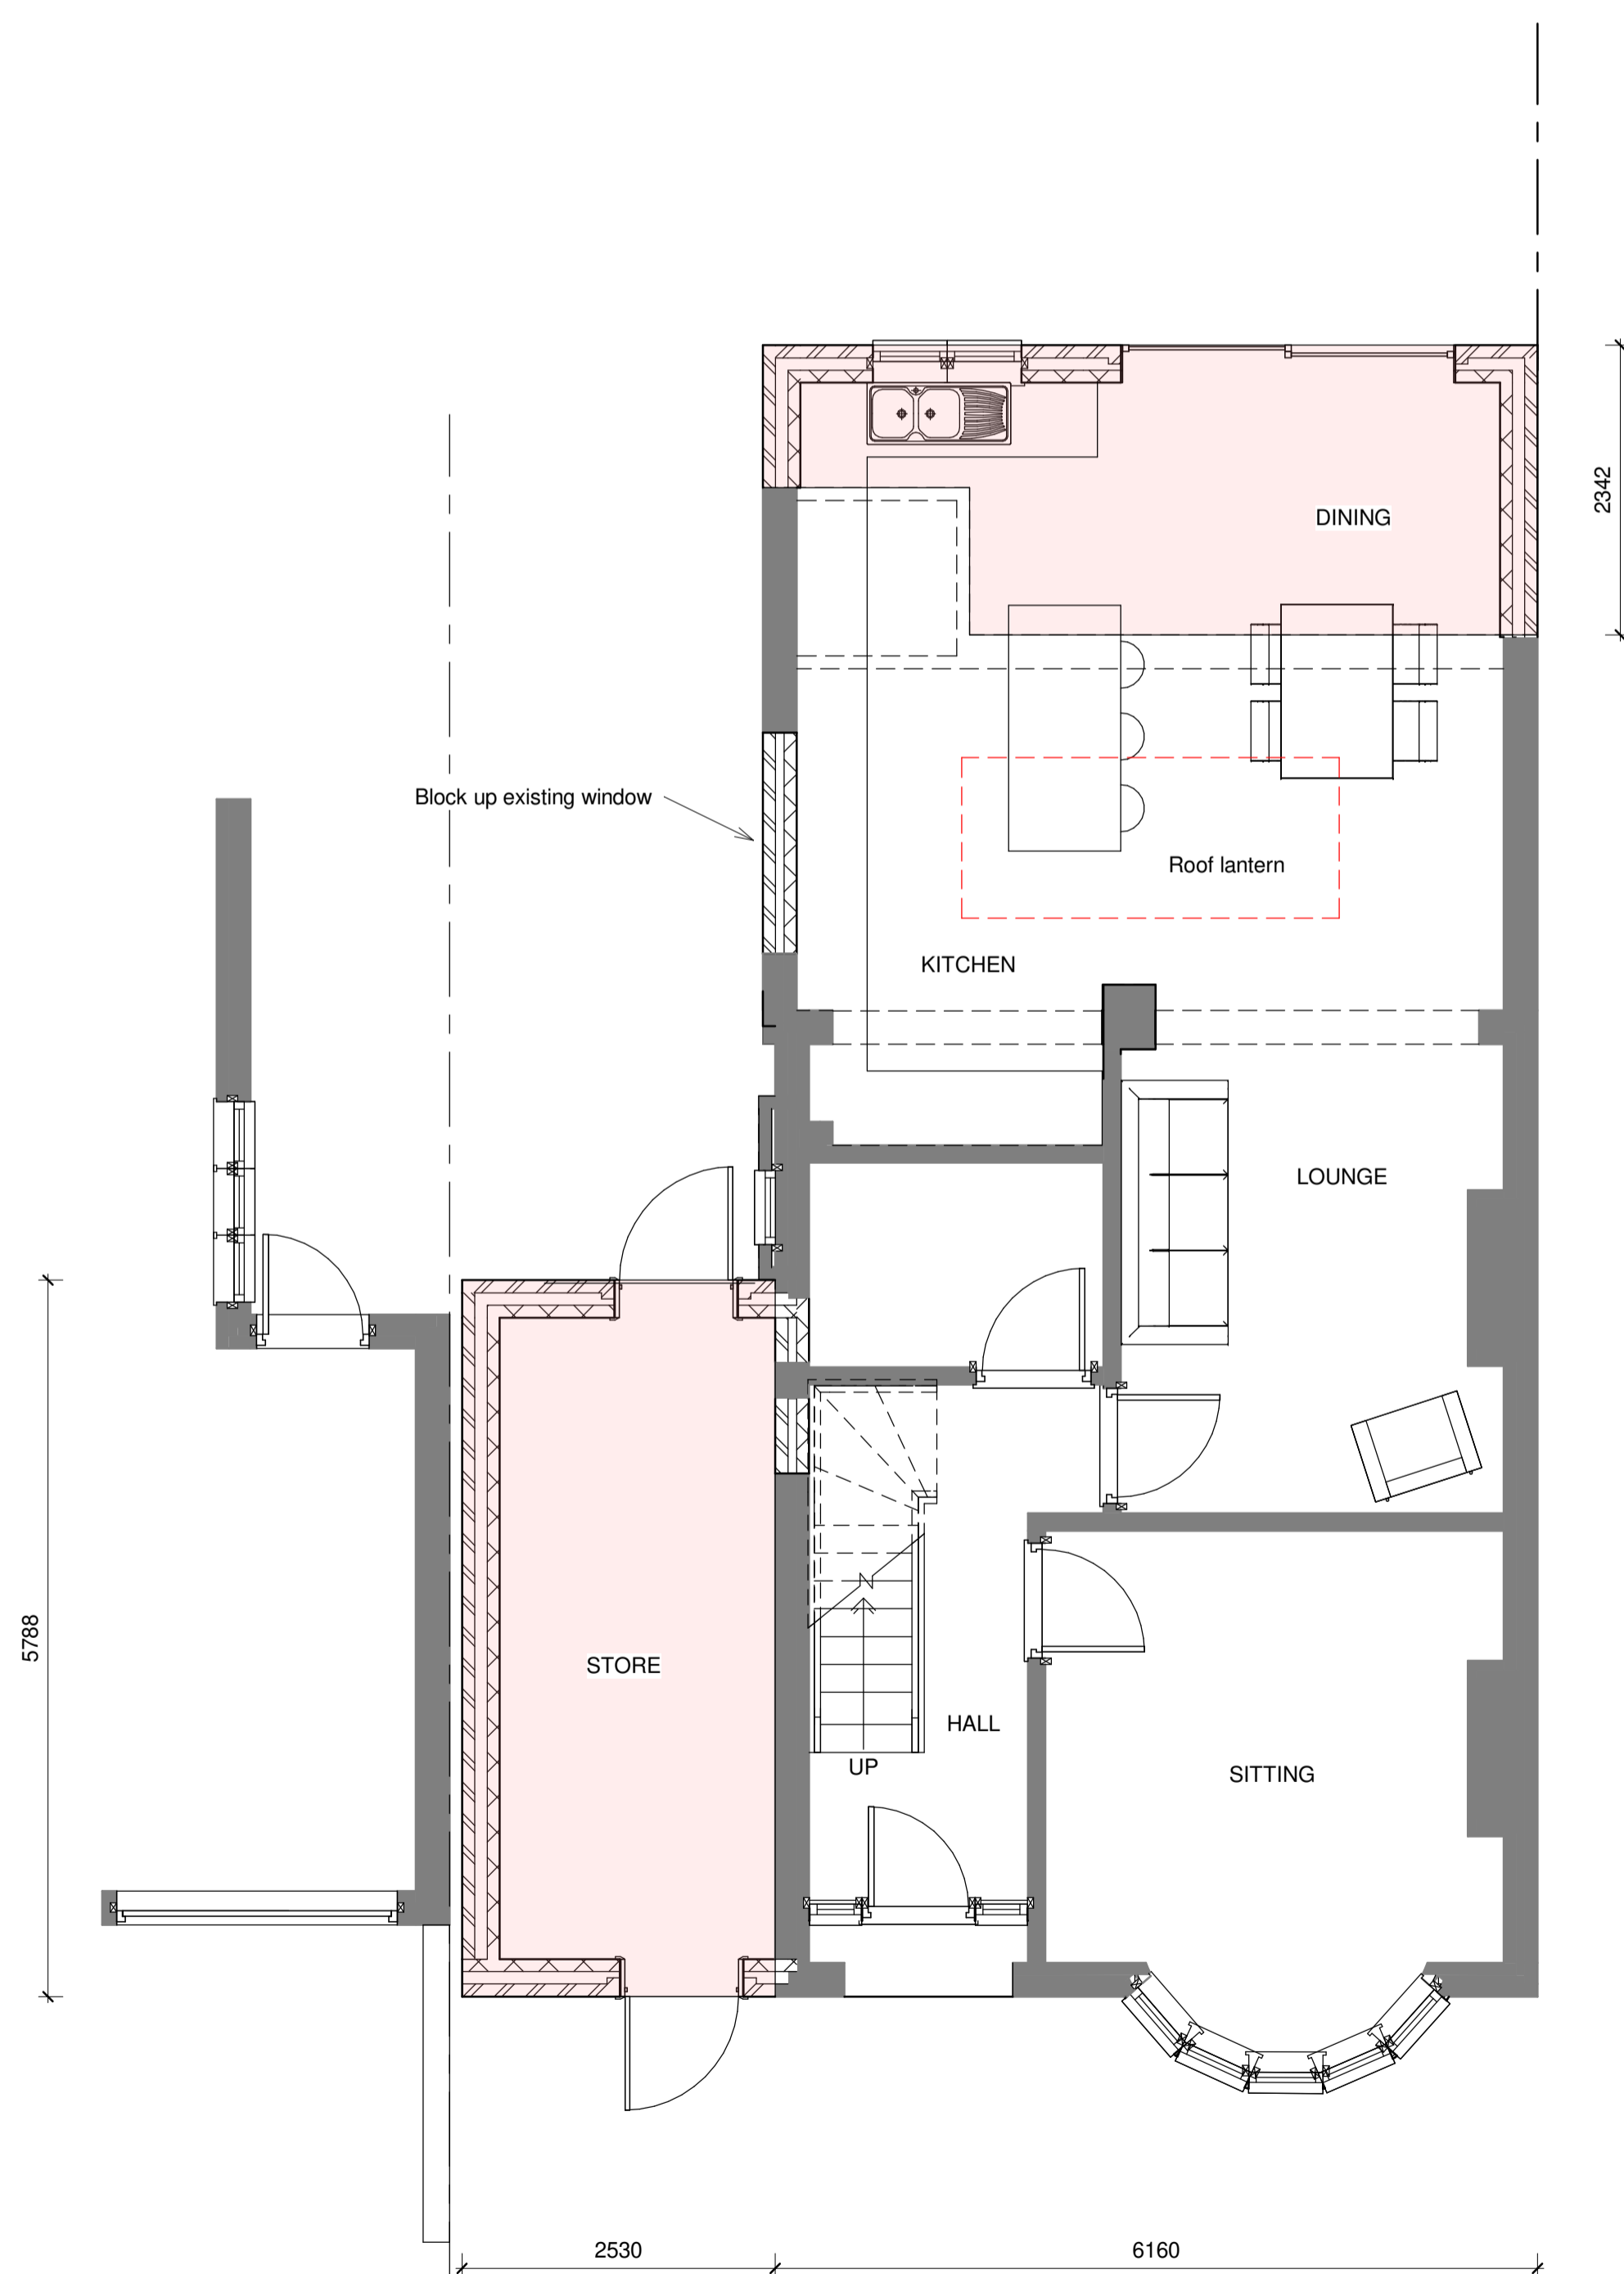 DINING
2342
Block up existing window
Roof lantern
KITCHEN
LOUNGE
5788
STORE
HALL
UP
SITTING
2530
6160